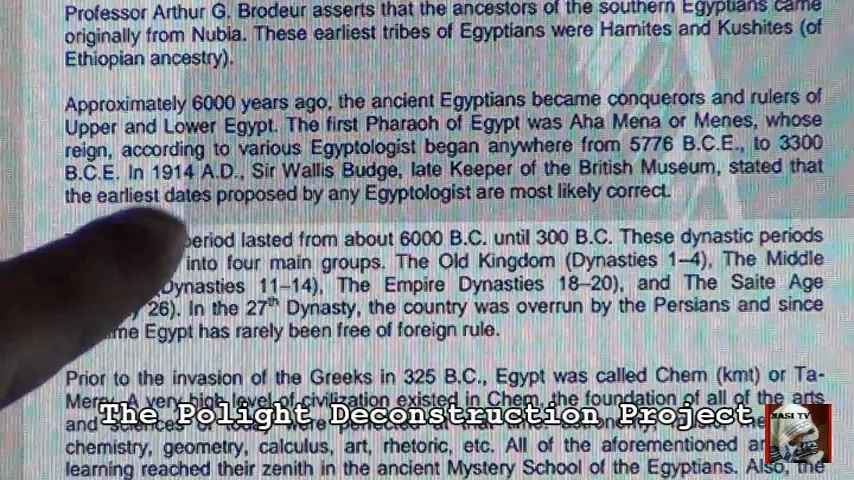 Professor Arthur G. Brodeur asserts that the ancestors of the southern Egyptians came
originally from Nubia. These earliest tribes of Egyptians were Hamites and Kushites (of
Ethiopian ancestry).
Approximately 6000 years ago, the ancient Egyptians became conquerors and rulers of
Upper and Lower Egypt. The first Pharaoh of Egypt was Aha Mena or Menes, whose
reign, according to various Egyptologist began anywhere from 5776 B.C.E., to 3300
B.C.E. In 1914 A.D., Sir Wallis Budge, late Keeper of the British Museum, stated that
the earliest dates proposed by any Egyptologist are most likely correct.
period lasted from about 6000 B.C. until 300 B.C. These dynastic periods
into four main groups. The Old Kingdom (Dynasties 1–4), The Middle
Dynasties 11–14), The Empire Dynasties 18–20), and The Saite Age
26). In the 27th Dynasty, the country was overrun by the Persians and since
Egypt has rarely been free of foreign rule.
Prior to the invasion of the Greeks in 325 B.C., Egypt was called Chem (kmt) or Ta-
Merry. A very high level of civilization existed in Chem, the foundation of all of the arts
The Polight Deconstruction Project
NASI TV
and
chemistry, geometry, calculus, art, rhetoric, etc. All of the aforementioned
learning reached their zenith in the ancient Mystery School of the Egyptians. Also, the